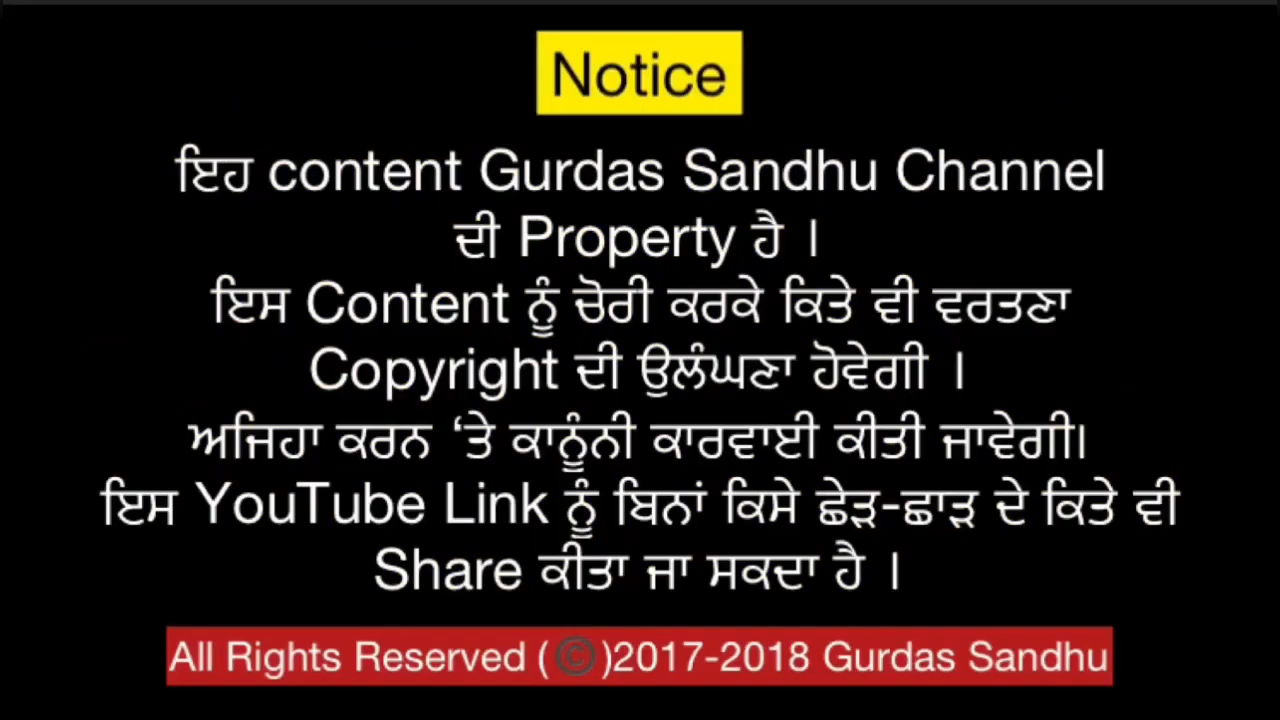 Notice
ਇਹ content Gurdas Sandhu Channel
ਦੀ Property ਹੈ ।
ਇਸ Content ਨੂੰ ਚੋਰੀ ਕਰਕੇ ਕਿਤੇ ਵੀ ਵਰਤਣਾ
Copyright ਦੀ ਉਲੰਘਣਾ ਹੋਵੇਗੀ ।
ਅਜਿਹਾ ਕਰਨ ‘ਤੇ ਕਾਨੂੰਨੀ ਕਾਰਵਾਈ ਕੀਤੀ ਜਾਵੇਗੀ।
ਇਸ YouTube Link ਨੂੰ ਬਿਨਾਂ ਕਿਸੇ ਛੇੜ-ਛਾੜ ਦੇ ਕਿਤੇ ਵੀ
Share ਕੀਤਾ ਜਾ ਸਕਦਾ ਹੈ ।
All Rights Reserved (©)2017-2018 Gurdas Sandhu